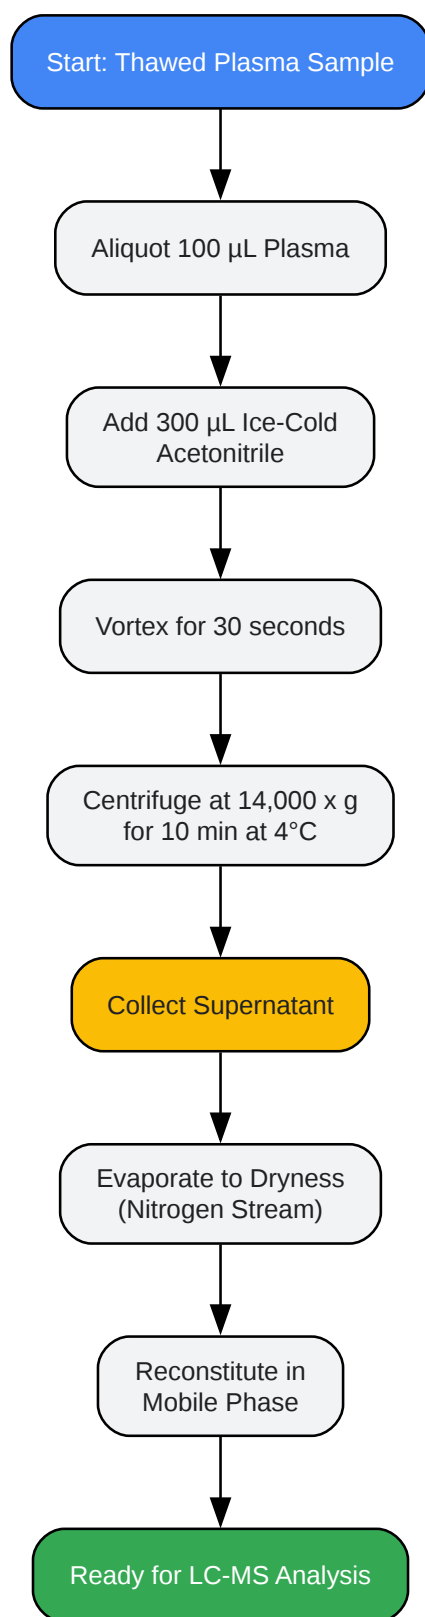 Start: Thawed Plasma Sample
Aliquot 100 µL Plasma
Add 300 µL Ice-Cold
Acetonitrile
Vortex for 30 seconds
Centrifuge at 14,000 x g
for 10 min at 4°C
Collect Supernatant
Evaporate to Dryness
(Nitrogen Stream)
Reconstitute in
Mobile Phase
Ready for LC-MS Analysis